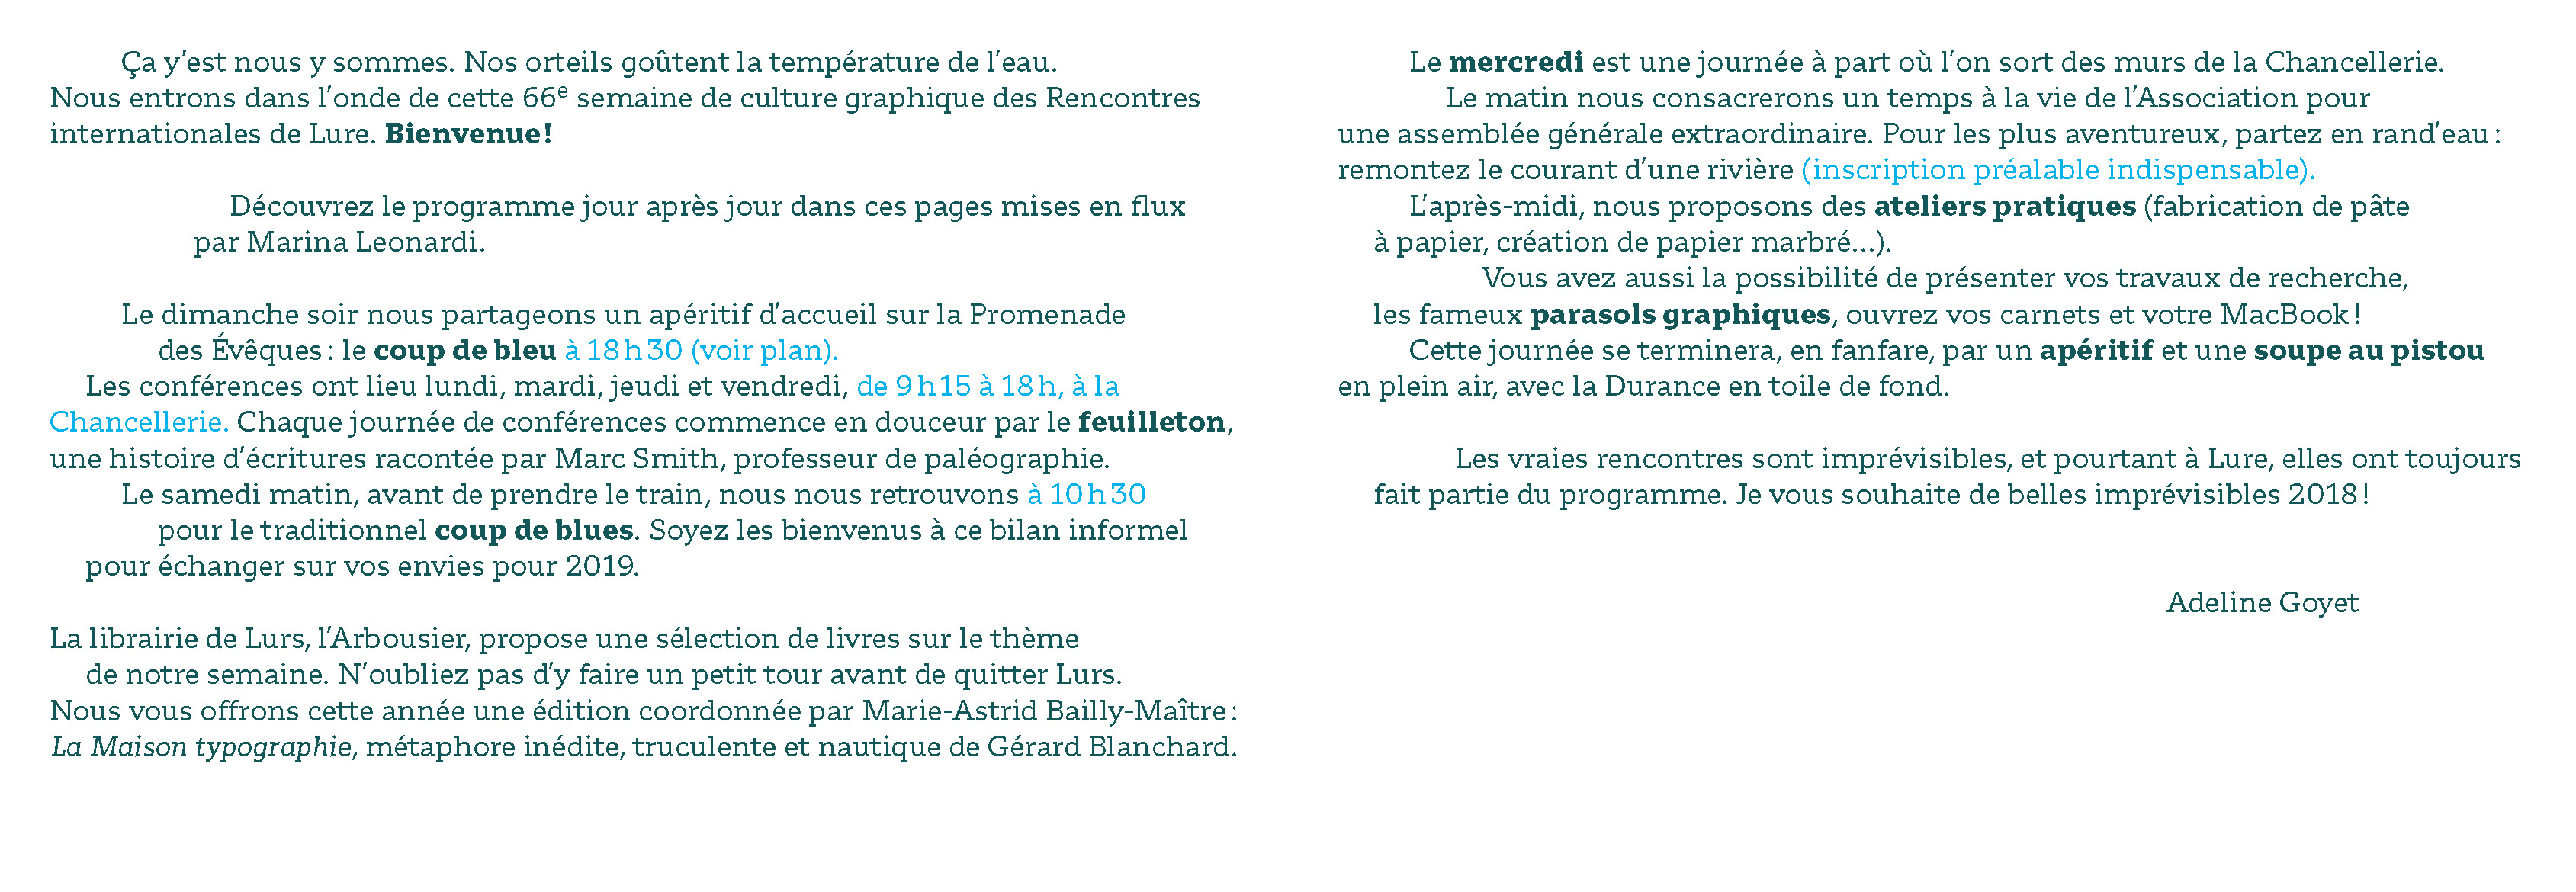 Ça y’est nous y sommes. Nos orteils goûtent la température de l’eau.
Nous entrons dans l’onde de cette 66e semaine de culture graphique des Rencontres
internationales de Lure. Bienvenue !
Découvrez le programme jour après jour dans ces pages mises en flux
par Marina Leonardi.
Le dimanche soir nous partageons un apéritif d’accueil sur la Promenade
des Évêques : le coup de bleu à 18 h 30 (voir plan).
Les conférences ont lieu lundi, mardi, jeudi et vendredi, de 9 h 15 à 18 h, à la
Chancellerie. Chaque journée de conférences commence en douceur par le feuilleton,
une histoire d’écritures racontée par Marc Smith, professeur de paléographie.
Le samedi matin, avant de prendre le train, nous nous retrouvons à 10 h 30
pour le traditionnel coup de blues. Soyez les bienvenus à ce bilan informel
pour échanger sur vos envies pour 2019.
La librairie de Lurs, l’Arbousier, propose une sélection de livres sur le thème
de notre semaine. N’oubliez pas d’y faire un petit tour avant de quitter Lurs.
Nous vous offrons cette année une édition coordonnée par Marie-Astrid Bailly-Maître :
La Maison typographie, métaphore inédite, truculente et nautique de Gérard Blanchard.
Le mercredi est une journée à part où l’on sort des murs de la Chancellerie.
Le matin nous consacrerons un temps à la vie de l’Association pour
une assemblée générale extraordinaire. Pour les plus aventureux, partez en rand’eau :
remontez le courant d’une rivière (inscription préalable indispensable).
L’après-midi, nous proposons des ateliers pratiques (fabrication de pâte
à papier, création de papier marbré…).
Vous avez aussi la possibilité de présenter vos travaux de recherche,
les fameux parasols graphiques, ouvrez vos carnets et votre MacBook !
Cette journée se terminera, en fanfare, par un apéritif et une soupe au pistou
en plein air, avec la Durance en toile de fond.
Les vraies rencontres sont imprévisibles, et pourtant à Lure, elles ont toujours
fait partie du programme. Je vous souhaite de belles imprévisibles 2018 !
Adeline Goyet